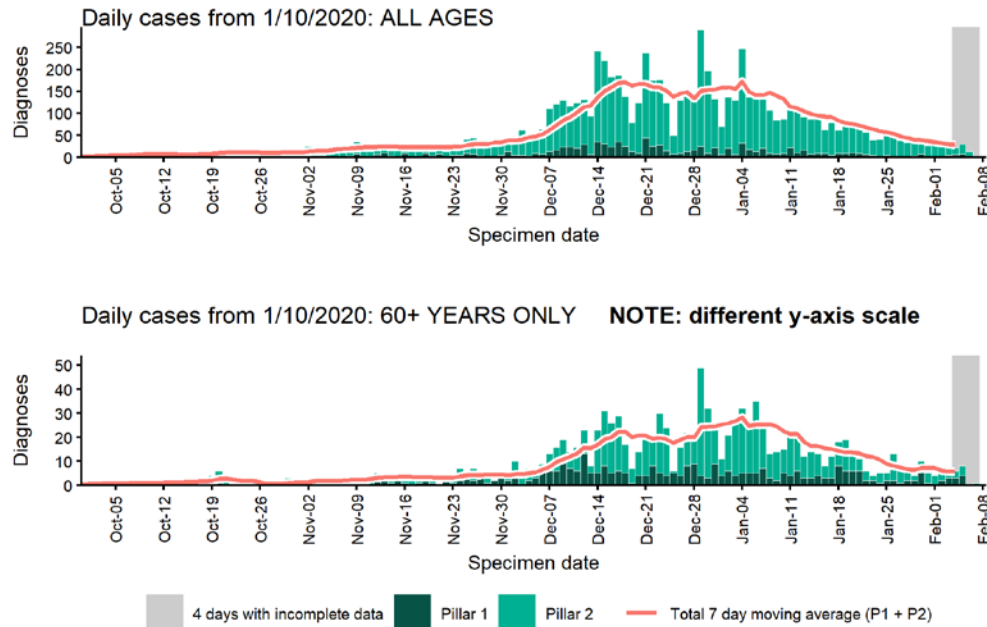 Daily cases from 1/10/2020: ALL AGES
250
200
150
100
50
0
Diagnoses
Oct-05 Oct-12 Oct-19 Oct-26 Nov-02 Nov-09 Nov-16 Nov-23 Nov-30 Dec-07 Dec-14 Dec-21 Dec-28 Jan-04 Jan-11 Jan-18 Jan-25 Feb-01 Feb-08
Specimen date
Daily cases from 1/10/2020: 60+ YEARS ONLY NOTE: different y-axis scale
50
40
30
20
10
0
Diagnoses
Oct-05 Oct-12 Oct-19 Oct-26 Nov-02 Nov-09 Nov-16 Nov-23 Nov-30 Dec-07 Dec-14 Dec-21 Dec-28 Jan-04 Jan-11 Jan-18 Jan-25 Feb-01 Feb-08
Specimen date
4 days with incomplete data Pillar 1 Pillar 2 Total 7 day moving average (P1 + P2)